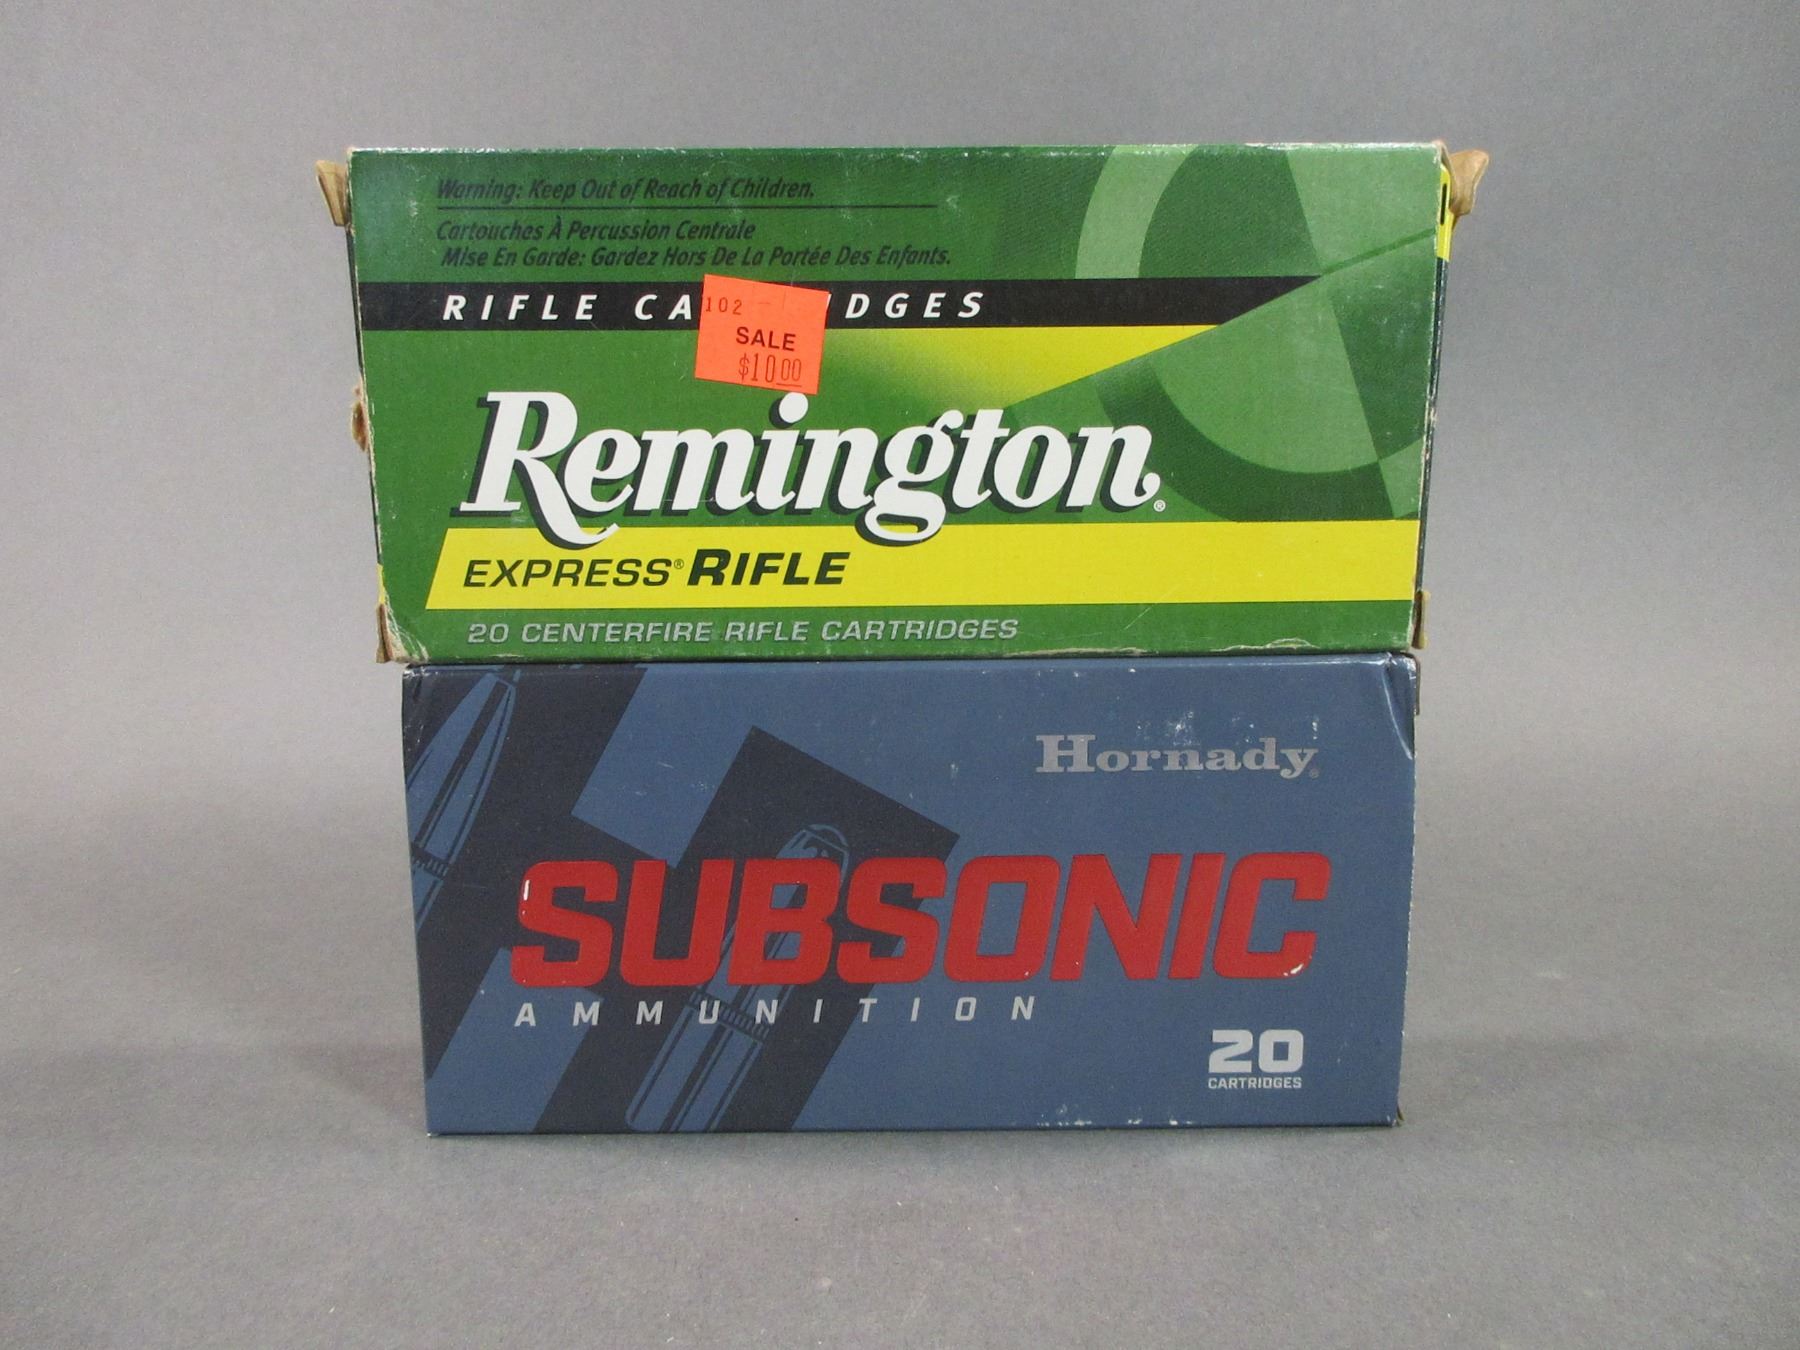 Warning: Keep Out of Reach of Children.
Cartouches À Percussion Centrale
Mise En Garde: Gardez Hors De La Portée Des Enfants.
RIFLE CA DGES
102
SALE
$10.00
Remington®
EXPRESS® RIFLE
20 CENTERFIRE RIFLE CARTRIDGES
Hornady®
SUBSONIC
AMMUNITION
20
CARTRIDGES